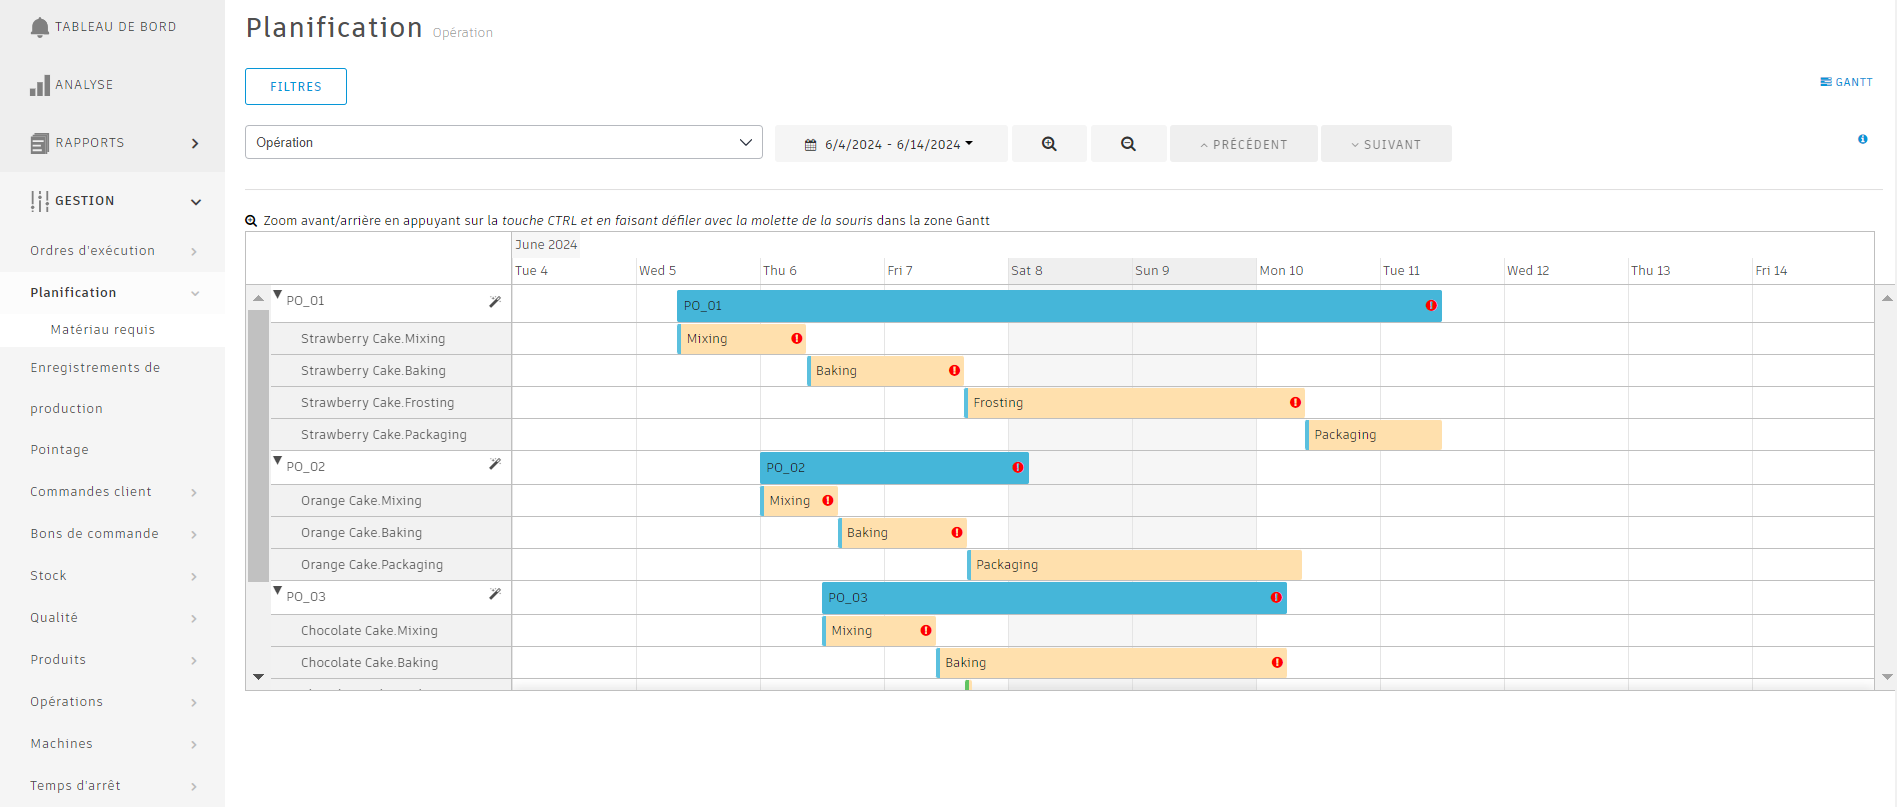 TABLEAU DE BORD
ANALYSE
RAPPORTS
GESTION
Ordres d'exécution
Planification
Matériau requis
Enregistrements de
production
Pointage
Commandes client
Bons de commande
Stock
Qualité
Produits
Opérations
Machines
Temps d'arrêt
Planification Opération
FILTRES
GANTT
Opération
6/4/2024 - 6/14/2024
PRÉCÉDENT
SUIVANT
Zoom avant/arrière en appuyant sur la touche CTRL et en faisant défiler avec la molette de la souris dans la zone Gantt
June 2024
Tue 4 Wed 5 Thu 6 Fri 7 Sat 8 Sun 9 Mon 10 Tue 11 Wed 12 Thu 13 Fri 14
PO_01 PO_01
Strawberry Cake.Mixing Mixing
Strawberry Cake.Baking Baking
Strawberry Cake.Frosting Frosting
Strawberry Cake.Packaging Packaging
PO_02 PO_02
Orange Cake.Mixing Mixing
Orange Cake.Baking Baking
Orange Cake.Packaging Packaging
PO_03 PO_03
Chocolate Cake.Mixing Mixing
Chocolate Cake.Baking Baking